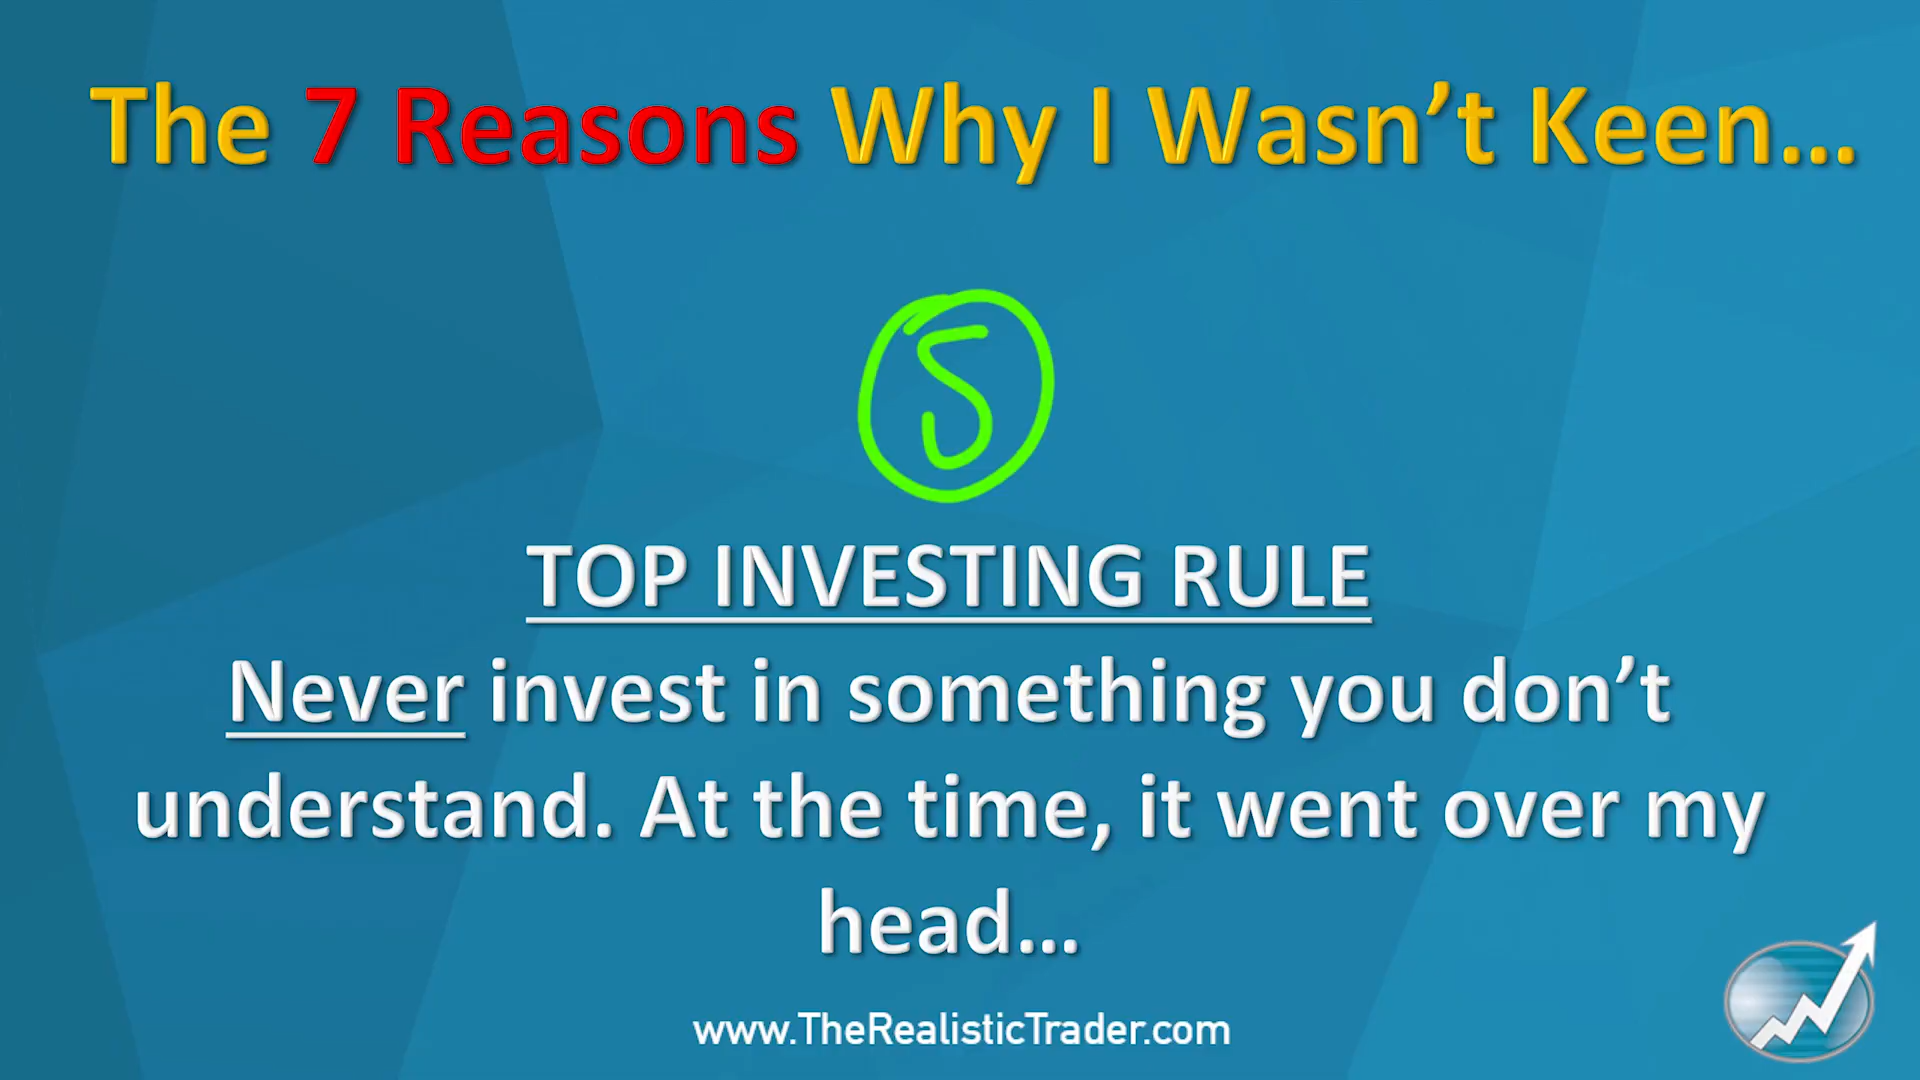 The 7 Reasons Why I Wasn’t Keen...
5
TOP INVESTING RULE
Never invest in something you don’t
understand. At the time, it went over my
head...
www.TheRealisticTrader.com